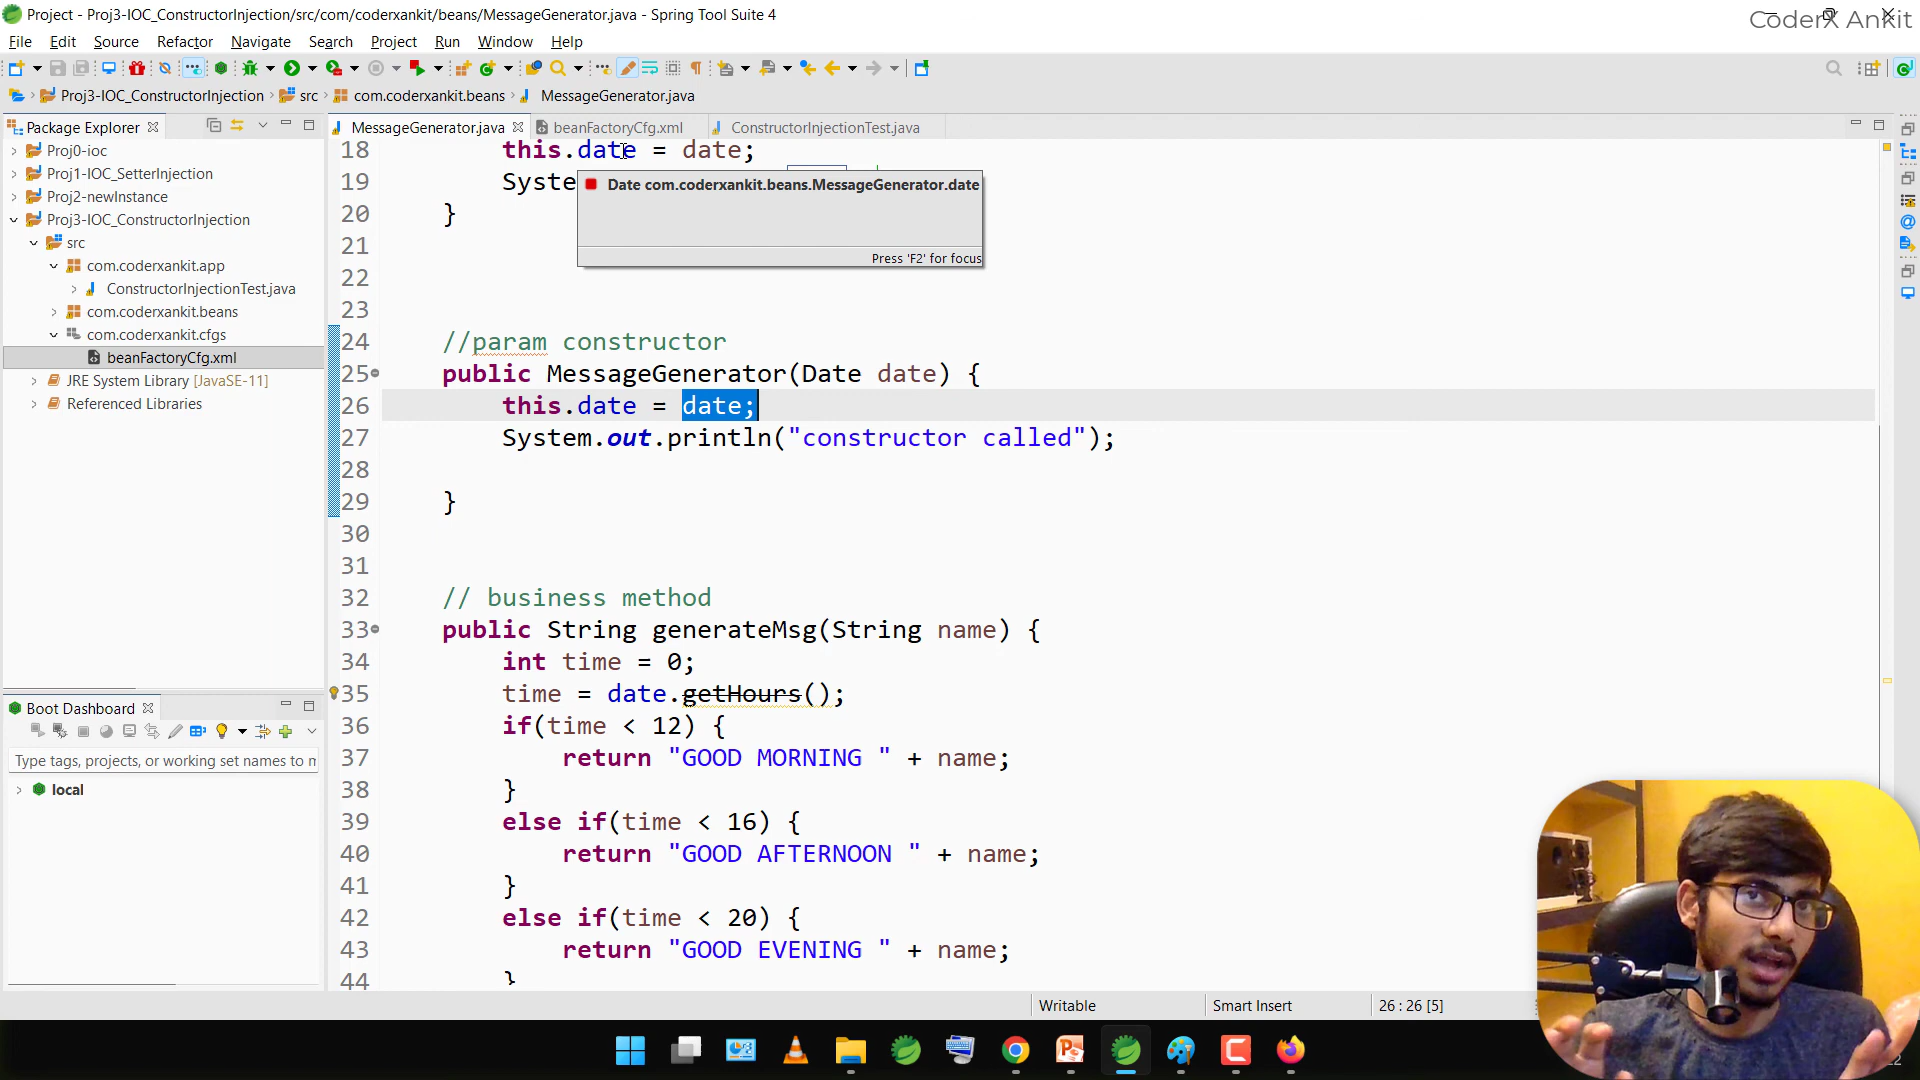 Project - Proj3-IOC_ConstructorInjection/src/com/coderxankit/beans/MessageGenerator.java - Spring Tool Suite 4
CoderX Ankit
File Edit Source Refactor Navigate Search Project Run Window Help
Proj3-IOC_ConstructorInjection src com.coderxankit.beans MessageGenerator.java
Package Explorer
Proj0-ioc
Proj1-IOC_SetterInjection
Proj2-newInstance
Proj3-IOC_ConstructorInjection
src
com.coderxankit.app
ConstructorInjectionTest.java
com.coderxankit.beans
com.coderxankit.cfgs
beanFactoryCfg.xml
JRE System Library [JavaSE-11]
Referenced Libraries
Boot Dashboard
Type tags, projects, or working set names to m
local
MessageGenerator.java beanFactoryCfg.xml ConstructorInjectionTest.java
18 this.date = date;
19 Syste
Date com.coderxankit.beans.MessageGenerator.date
Press 'F2' for focus
20 }
21
22
23
24 //param constructor
25 public MessageGenerator(Date date) {
26 this.date = date;
27 System.out.println("constructor called");
28
29 }
30
31
32 // business method
33 public String generateMsg(String name) {
34 int time = 0;
35 time = date.getHours();
36 if(time < 12) {
37 return "GOOD MORNING " + name;
38 }
39 else if(time < 16) {
40 return "GOOD AFTERNOON " + name;
41 }
42 else if(time < 20) {
43 return "GOOD EVENING " + name;
44 }
Writable Smart Insert 26 : 26 [5]